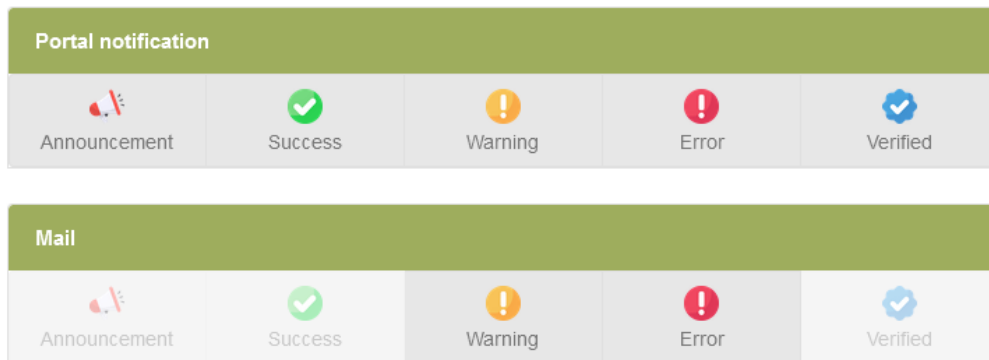 Portal notification
Announcement Success Warning Error Verified
Mail
Announcement Success Warning Error Verified